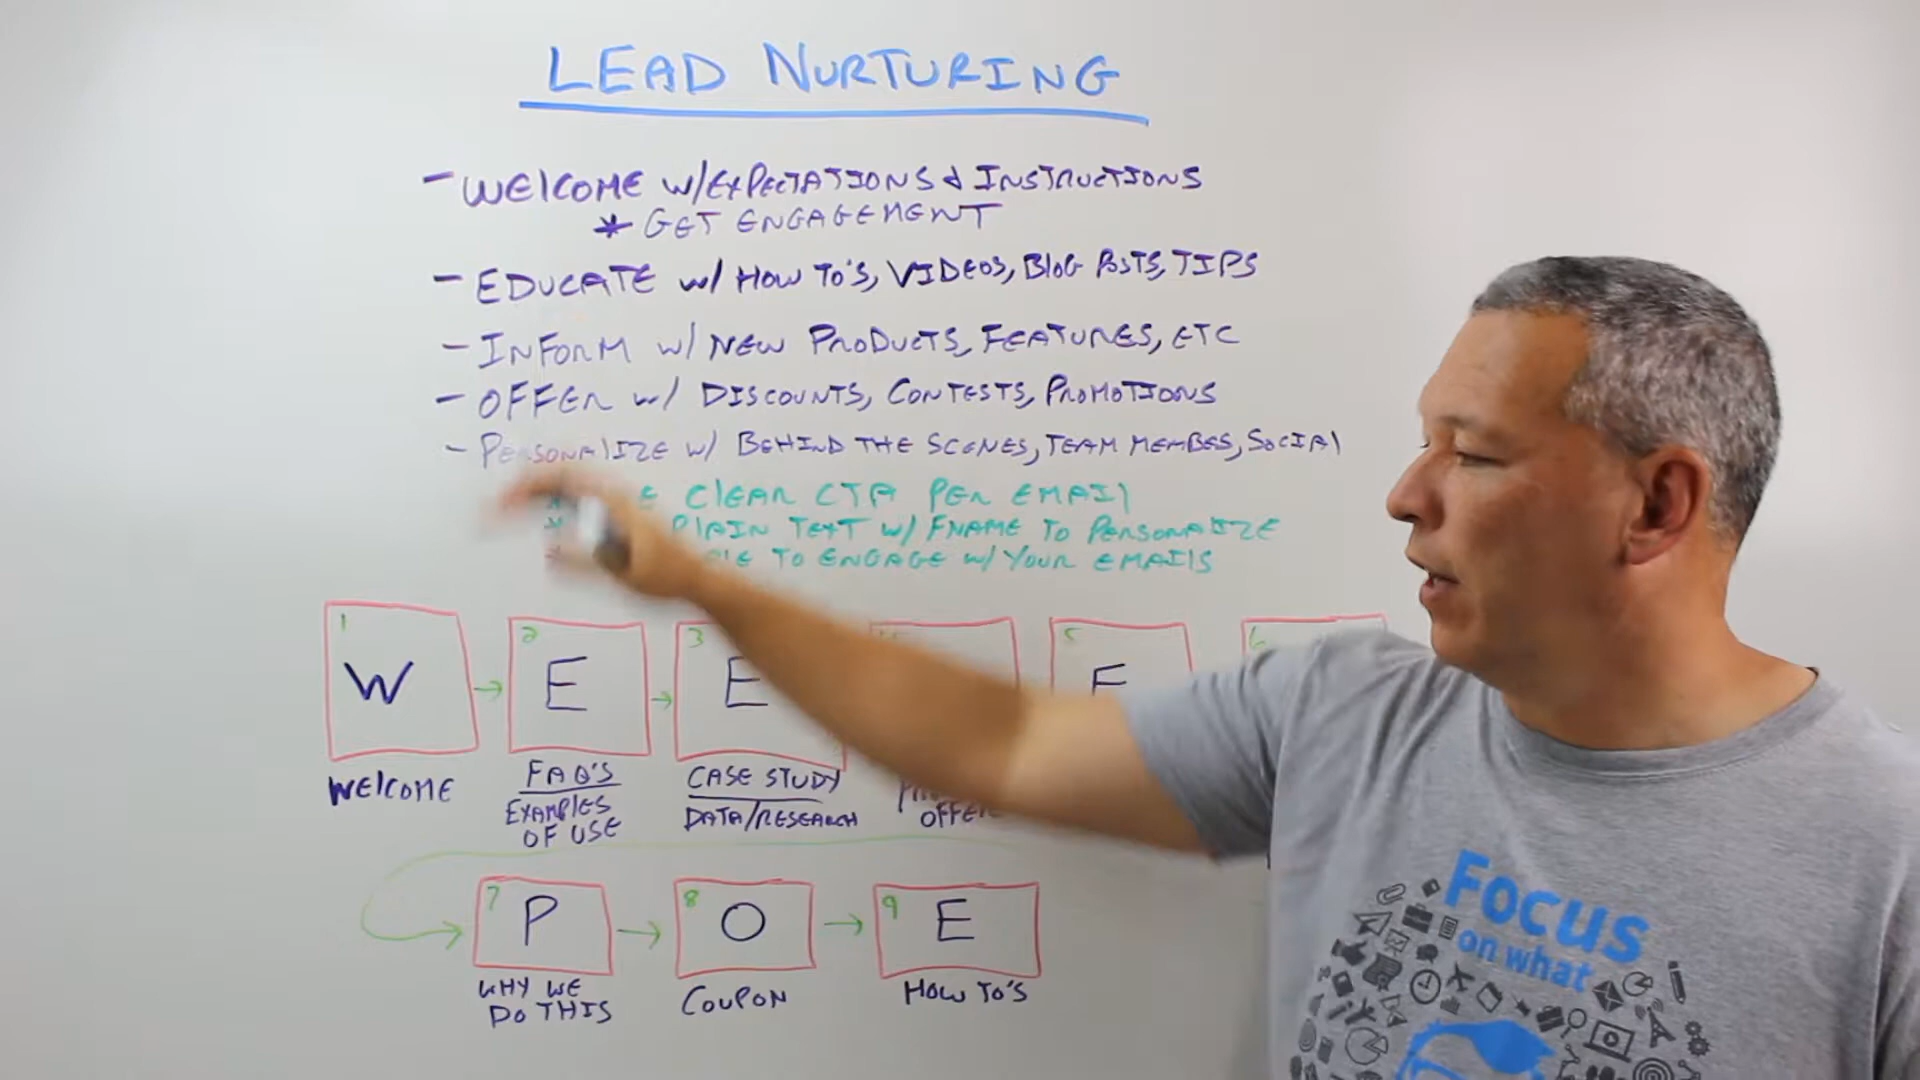 LEAD NURTURING
- WELCOME W/EXPECTATIONS & INSTRUCTIONS
* GET ENGAGEMENT
- EDUCATE W/ HOW TO'S, VIDEOS, BLOG POSTS, TIPS
- INFORM W/ NEW PRODUCTS, FEATURES, ETC
- OFFER W/ DISCOUNTS, CONTESTS, PROMOTIONS
- PERSONALIZE W/ BEHIND THE SCENES, TEAM MEMBES, SOCIAL
CLEAR CTA PER EMAIL
PLAIN TEXT W/ FNAME TO PERSONALIZE
TO ENGAGE W/ YOUR EMAILS
1 2 3 5 6
W → E → E
WELCOME FAQ'S CASE STUDY
EXAMPLES DATA/RESEARCH
OF USE
7 8 9
P → O → E
WHY WE COUPON HOW TO'S
DO THIS
Focus
on what